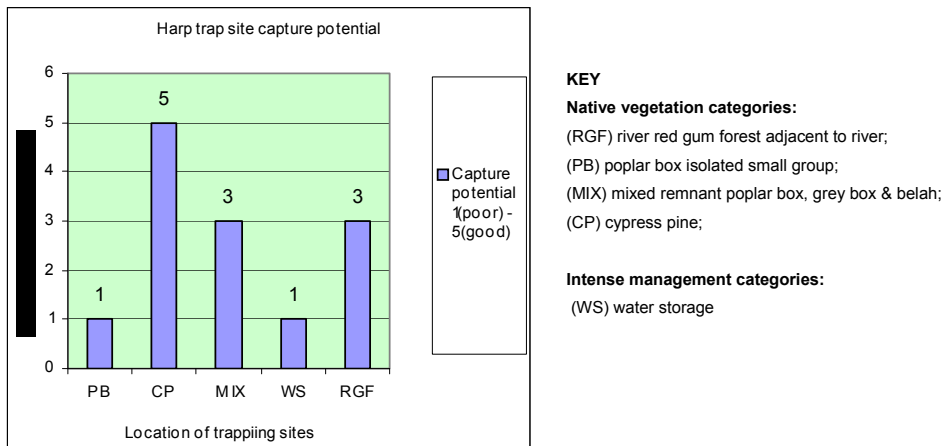 Harp trap site capture potential
6
5
4
3
2
1
0
1
5
3
1
3
PB CP MIX WS RGF
Location of trappiing sites
Capture
potential
1(poor) -
5(good)
KEY
Native vegetation categories:
(RGF) river red gum forest adjacent to river;
(PB) poplar box isolated small group;
(MIX) mixed remnant poplar box, grey box & belah;
(CP) cypress pine;
Intense management categories:
(WS) water storage